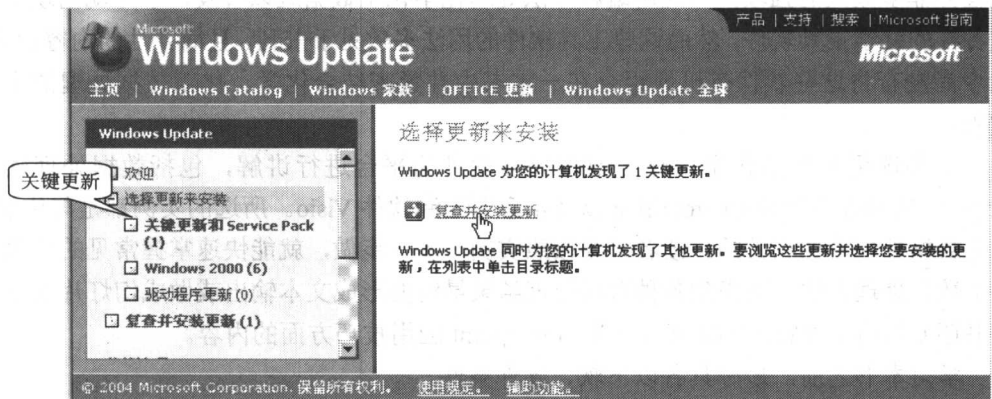 产品 | 支持 | 搜索 | Microsoft 指南
Microsoft
Windows Update
Microsoft
主页 | Windows Catalog | Windows 家族 | OFFICE 更新 | Windows Update 全球
Windows Update
欢迎
选择更新来安装
关键更新和 Service Pack
(1)
Windows 2000 (6)
驱动程序更新 (0)
复查并安装更新 (1)
关键更新
选择更新来安装
Windows Update 为您的计算机发现了 1 关键更新。
复查并安装更新
Windows Update 同时为您的计算机发现了其他更新。要浏览这些更新并选择您要安装的更
新，在列表中单击目录标题。
© 2004 Microsoft Corporation. 保留所有权利。 使用规定。 辅助功能。